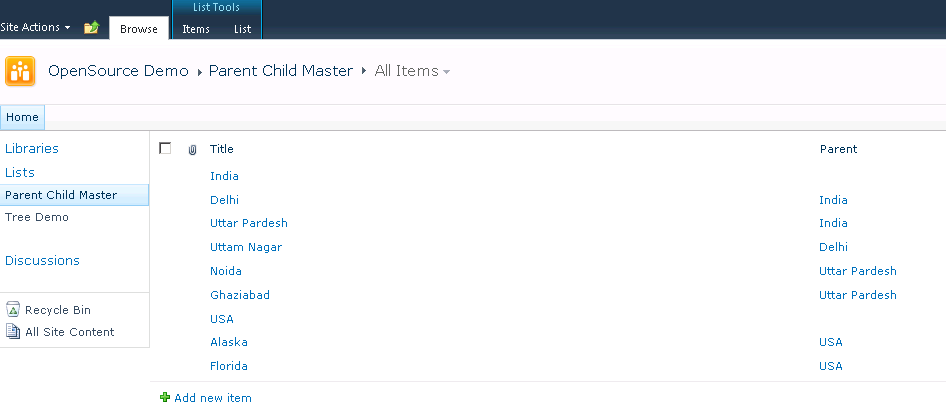 List Tools
Site Actions Browse Items List
OpenSource Demo Parent Child Master All Items
Home
Libraries
Lists
Parent Child Master
Tree Demo
Discussions
Recycle Bin
All Site Content
Title Parent
India
Delhi India
Uttar Pardesh India
Uttam Nagar Delhi
Noida Uttar Pardesh
Ghaziabad Uttar Pardesh
USA
Alaska USA
Florida USA
Add new item